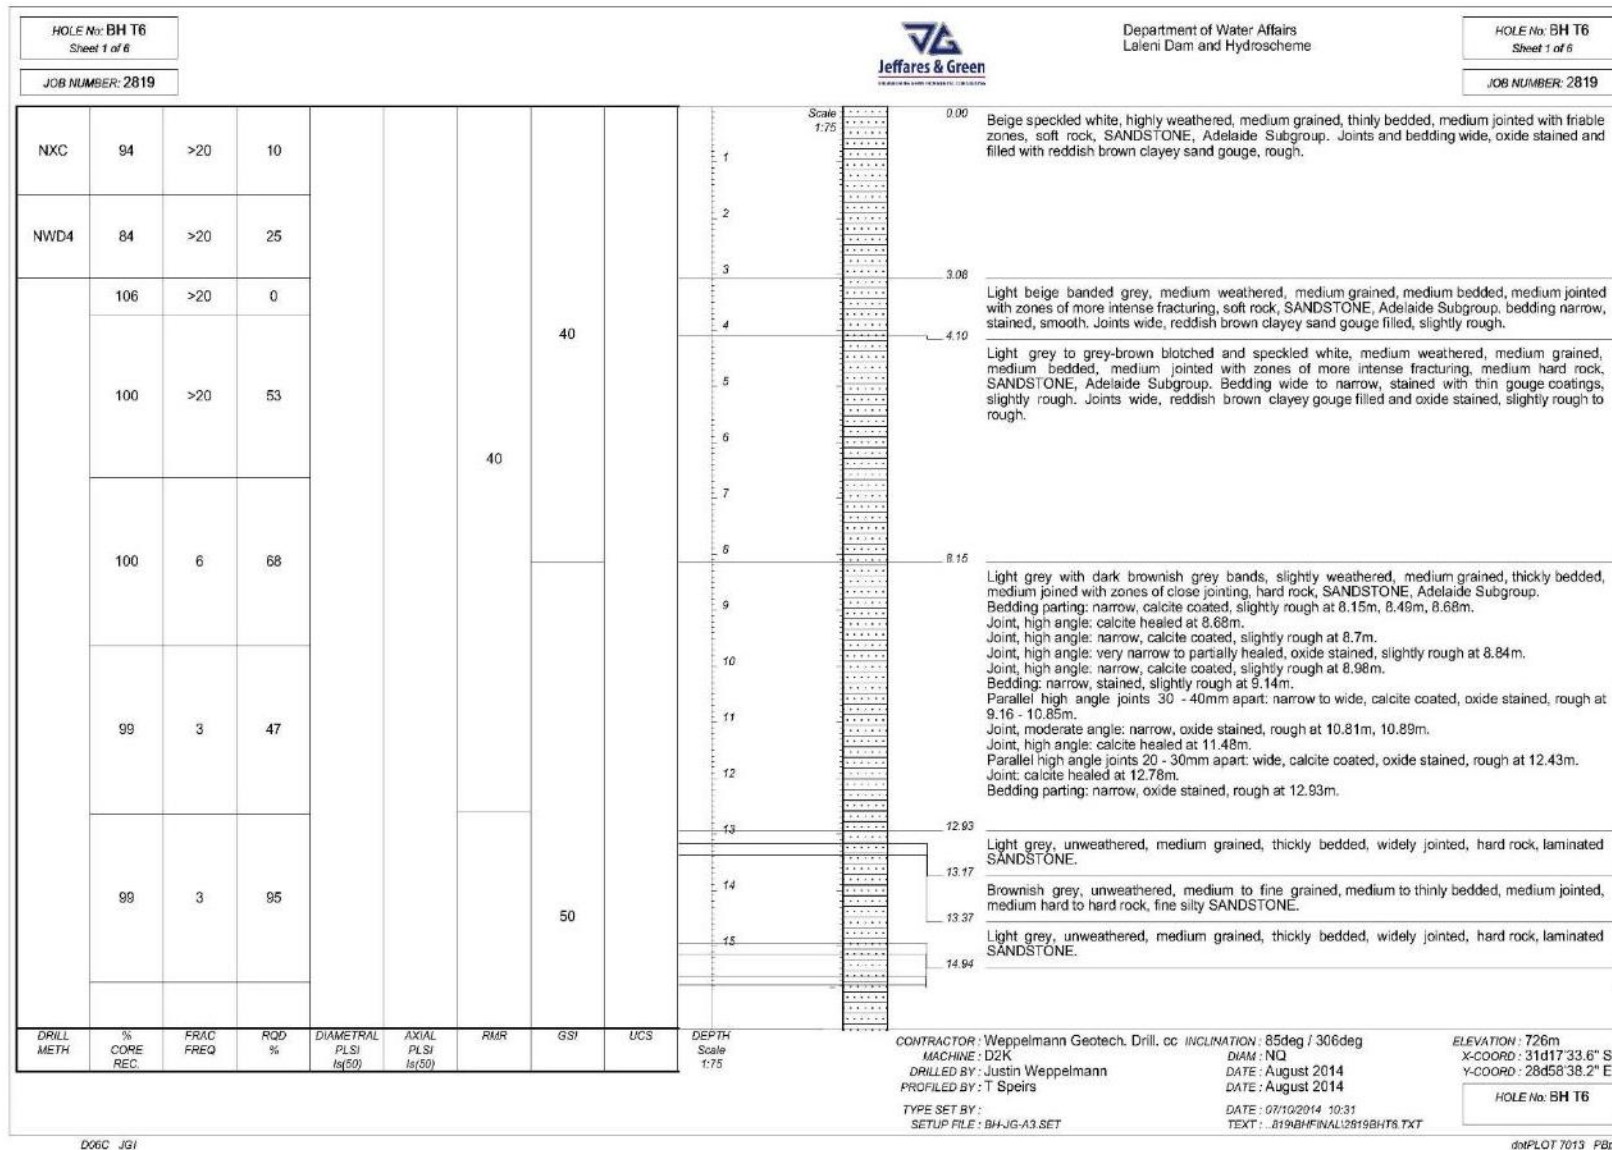 HOLE No: BH T6
Sheet 1 of 6
JOB NUMBER: 2819
Jeffares & Green
Department of Water Affairs
Laleni Dam and Hydroscheme
HOLE No: BH T6
Sheet 1 of 6
JOB NUMBER: 2819
NXC 94 >20 10
NWD4 84 >20 25
106 >20 0
100 >20 53
100 6 68
99 3 47
99 3 95
40
40
50
Scale
1:75
1
2
3
4
5
6
7
8
9
10
11
12
13
14
15
0.00
Beige speckled white, highly weathered, medium grained, thinly bedded, medium jointed with friable
zones, soft rock, SANDSTONE, Adelaide Subgroup. Joints and bedding wide, oxide stained and
filled with reddish brown clayey sand gouge, rough.
3.08
Light beige banded grey, medium weathered, medium grained, medium bedded, medium jointed
with zones of more intense fracturing, soft rock, SANDSTONE, Adelaide Subgroup. bedding narrow,
stained, smooth. Joints wide, reddish brown clayey sand gouge filled, slightly rough.
4.10
Light grey to grey-brown blotched and speckled white, medium weathered, medium grained,
medium bedded, medium jointed with zones of more intense fracturing, medium hard rock,
SANDSTONE, Adelaide Subgroup. Bedding wide to narrow, stained with thin gouge coatings,
slightly rough. Joints wide, reddish brown clayey gouge filled and oxide stained, slightly rough to
rough.
8.15
Light grey with dark brownish grey bands, slightly weathered, medium grained, thickly bedded,
medium joined with zones of close jointing, hard rock, SANDSTONE, Adelaide Subgroup.
Bedding parting: narrow, calcite coated, slightly rough at 8.15m, 8.49m, 8.68m.
Joint, high angle: calcite healed at 8.68m.
Joint, high angle: narrow, calcite coated, slightly rough at 8.7m.
Joint, high angle: very narrow to partially healed, oxide stained, slightly rough at 8.84m.
Joint, high angle: narrow, calcite coated, slightly rough at 8.98m.
Bedding: narrow, stained, slightly rough at 9.14m.
Parallel high angle joints 30 - 40mm apart: narrow to wide, calcite coated, oxide stained, rough at
9.16 - 10.85m.
Joint, moderate angle: narrow, oxide stained, rough at 10.81m, 10.89m.
Joint, high angle: calcite healed at 11.48m.
Parallel high angle joints 20 - 30mm apart: wide, calcite coated, oxide stained, rough at 12.43m.
Joint: calcite healed at 12.78m.
Bedding parting: narrow, oxide stained, rough at 12.93m.
12.93
Light grey, unweathered, medium grained, thickly bedded, widely jointed, hard rock, laminated
SANDSTONE.
13.17
Brownish grey, unweathered, medium to fine grained, medium to thinly bedded, medium jointed,
medium hard to hard rock, fine silty SANDSTONE.
13.37
Light grey, unweathered, medium grained, thickly bedded, widely jointed, hard rock, laminated
SANDSTONE.
14.94
DRILL METH
% CORE REC.
FRAC FREQ
RQD %
DIAMETRAL PLSI Is(50)
AXIAL PLSI Is(50)
RMR
GSI
UCS
DEPTH Scale 1:75
CONTRACTOR : Weppelmann Geotech. Drill. cc INCLINATION : 85deg / 306deg ELEVATION : 726m
MACHINE : D2K DIAM : NQ X-COORD : 31d17'33.6" S
DRILLED BY : Justin Weppelmann DATE : August 2014 Y-COORD : 28d58'38.2" E
PROFILED BY : T Speirs DATE : August 2014
HOLE No: BH T6
TYPE SET BY : DATE : 07/10/2014 10:31
SETUP FILE : BH-JG-A3.SET TEXT : ..819\BHFINAL\2819BHT6.TXT
D06C JGI
dotPLOT 7013